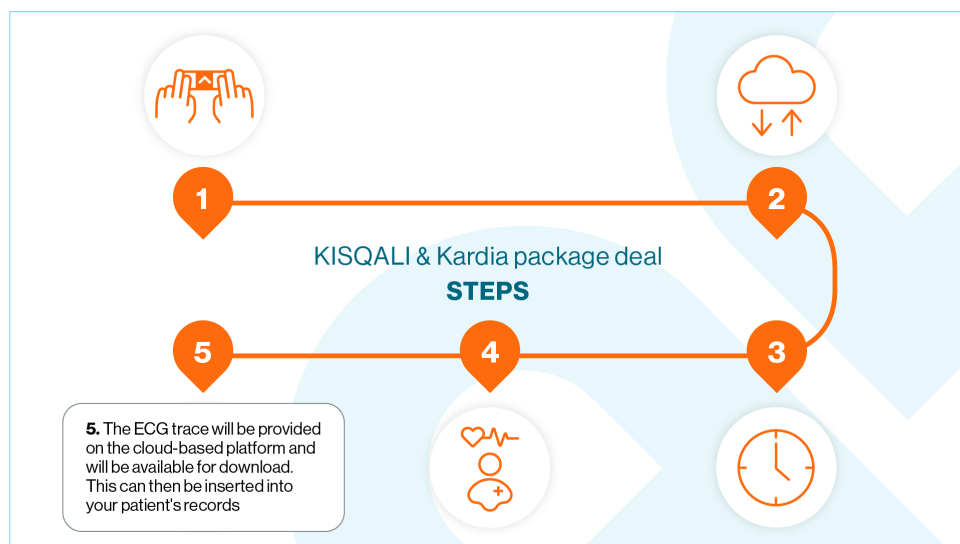 1
2
KISQALI & Kardia package deal
STEPS
5
4
3
5. The ECG trace will be provided
on the cloud-based platform and
will be available for download.
This can then be inserted into
your patient's records